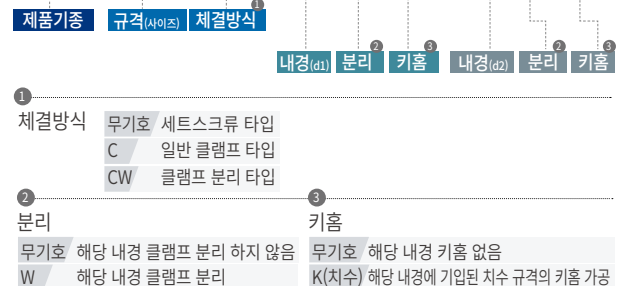 제품기종 규격(사이즈) 체결방식 1
내경(d1) 분리 2 키홈 3 내경(d2) 분리 2 키홈 3
1
체결방식 무기호 세트스크류 타입
C 일반 클램프 타입
CW 클램프 분리 타입
2
분리
무기호 해당 내경 클램프 분리 하지 않음
W 해당 내경 클램프 분리
3
키홈
무기호 해당 내경 키홈 없음
K(치수) 해당 내경에 기입된 치수 규격의 키홈 가공